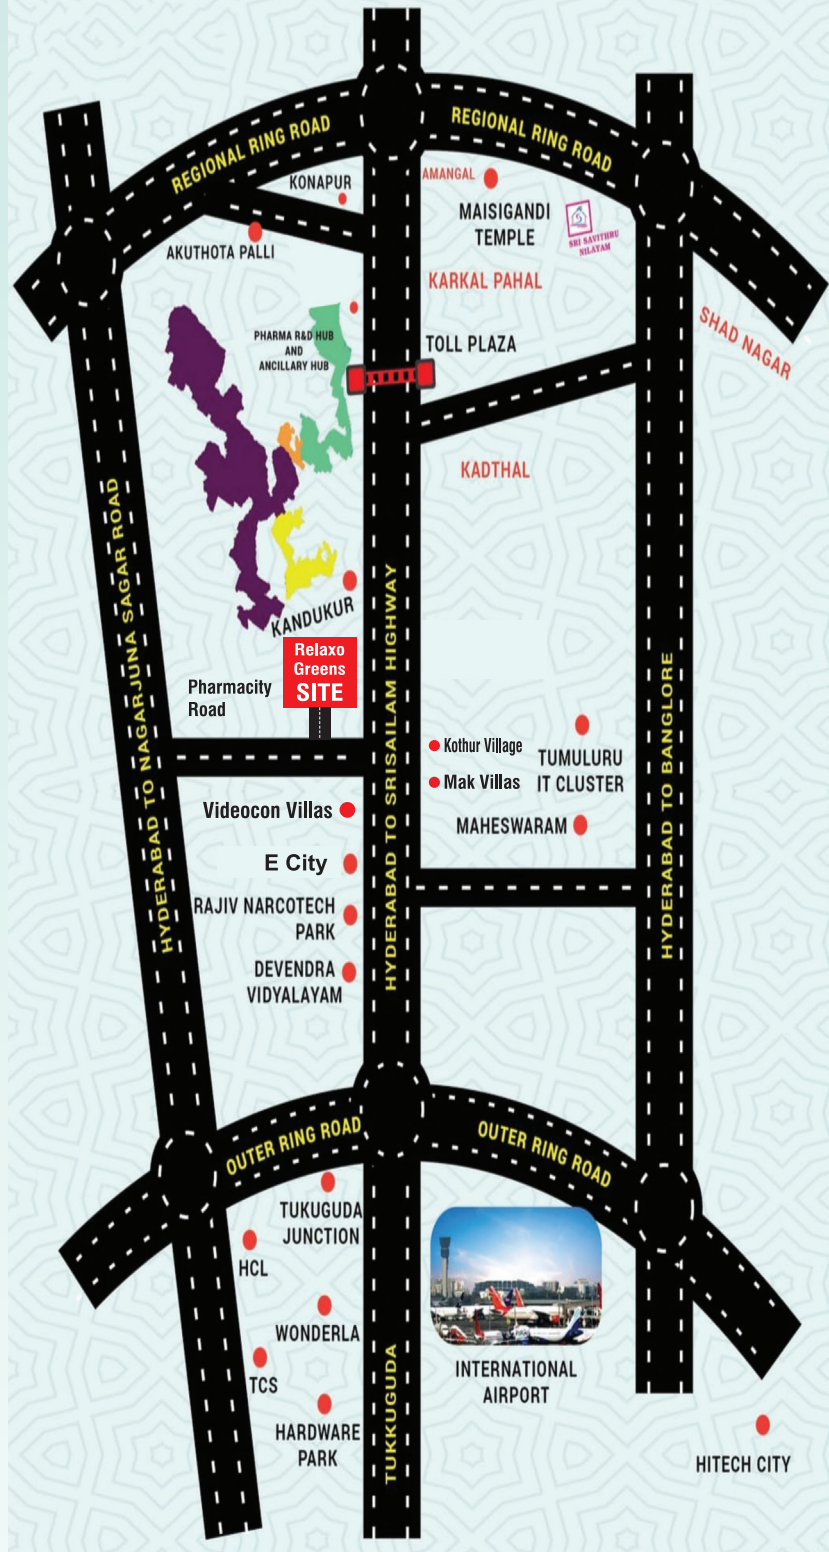 REGIONAL RING ROAD
REGIONAL RING ROAD
KONAPUR
AMANGAL
MAISIGANDI
TEMPLE
SRI SAVITHRU
NILAYAM
AKUTHOTA PALLI
KARKAL PAHAL
SHAD NAGAR
PHARMA R&D HUB
AND
ANCILLARY HUB
TOLL PLAZA
KADTHAL
HYDERABAD TO NAGARJUNA SAGAR ROAD
HYDERABAD TO SRISAILAM HIGHWAY
HYDERABAD TO BANGLORE
KANDUKUR
Relaxo
Greens
SITE
Pharmacity
Road
Kothur Village
Mak Villas
TUMULURU
IT CLUSTER
MAHESWARAM
Videocon Villas
E City
RAJIV NARCOTECH
PARK
DEVENDRA
VIDYALAYAM
OUTER RING ROAD
OUTER RING ROAD
TUKUGUDA
JUNCTION
HCL
WONDERLA
TCS
HARDWARE
PARK
TUKKUGUDA
INTERNATIONAL
AIRPORT
HITECH CITY